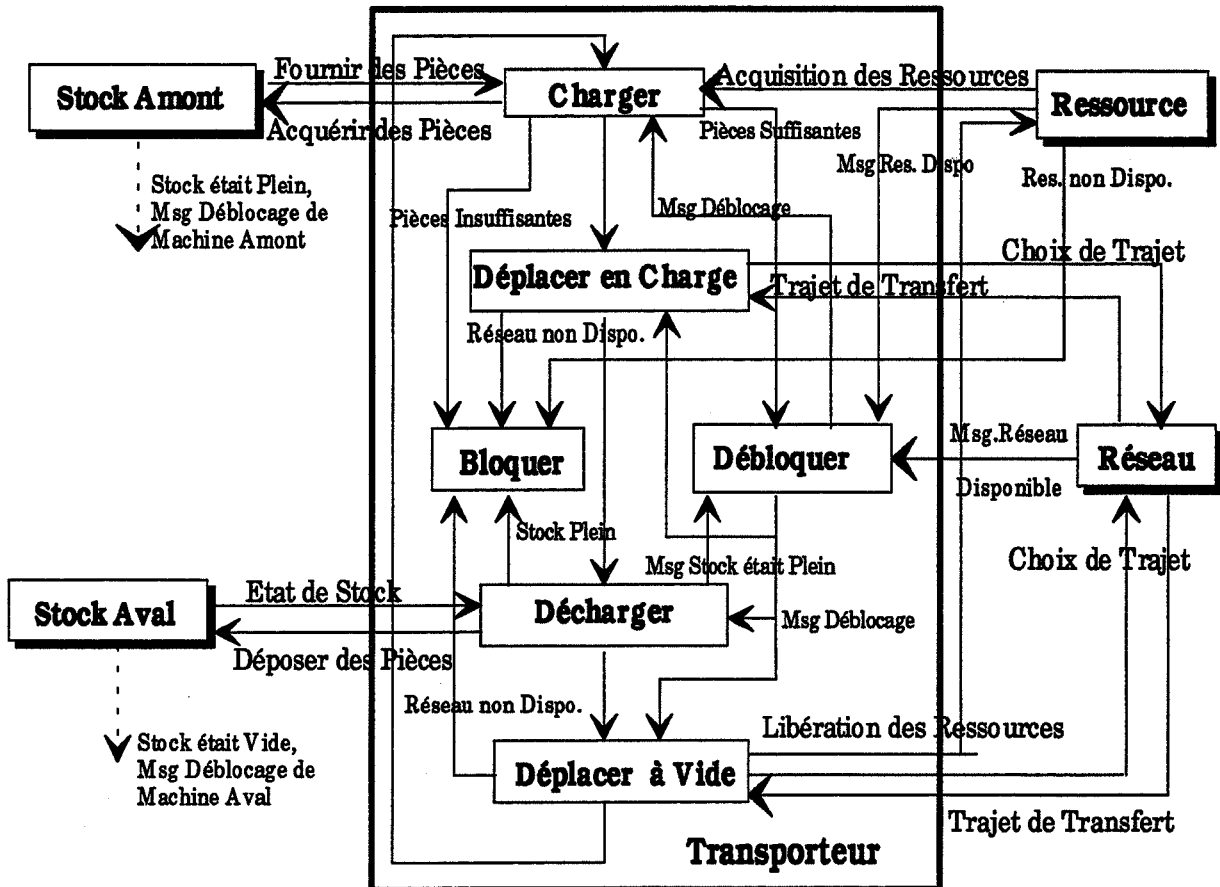 Fournir des Pièces
Stock Amont
Charger
Acquisition des Ressources
Ressource
Acquérir des Pièces
Pièces Suffisantes
Msg Res. Dispo
Res. non Dispo.
Stock était Plein,
Msg Déblocage de
Machine Amont
Pièces Insuffisantes
Msg Déblocage
Choix de Trajet
Déplacer en Charge
Trajet de Transfert
Réseau non Dispo.
Bloquer
Débloquer
Msg.Réseau
Disponible
Réseau
Stock Plein
Msg Stock était Plein
Choix de Trajet
Etat de Stock
Stock Aval
Décharger
Msg Déblocage
Déposer des Pièces
Réseau non Dispo.
Libération des Ressources
Stock était Vide,
Msg Déblocage de
Machine Aval
Déplacer à Vide
Trajet de Transfert
Transporteur